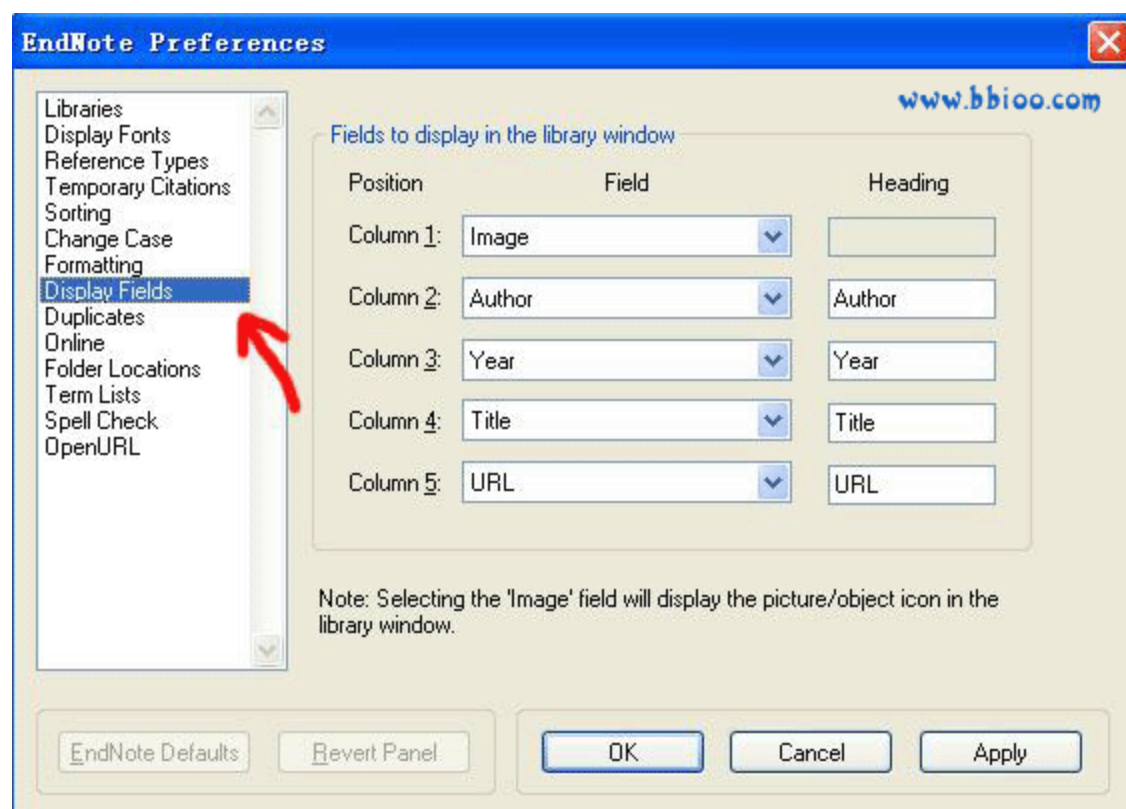 EndNote Preferences
www.bbioo.com
Libraries
Display Fonts
Reference Types
Temporary Citations
Sorting
Change Case
Formatting
Display Fields
Duplicates
Online
Folder Locations
Term Lists
Spell Check
OpenURL
Fields to display in the library window
Position Field Heading
Column 1: Image
Column 2: Author Author
Column 3: Year Year
Column 4: Title Title
Column 5: URL URL
Note: Selecting the 'Image' field will display the picture/object icon in the
library window.
EndNote Defaults Revert Panel OK Cancel Apply